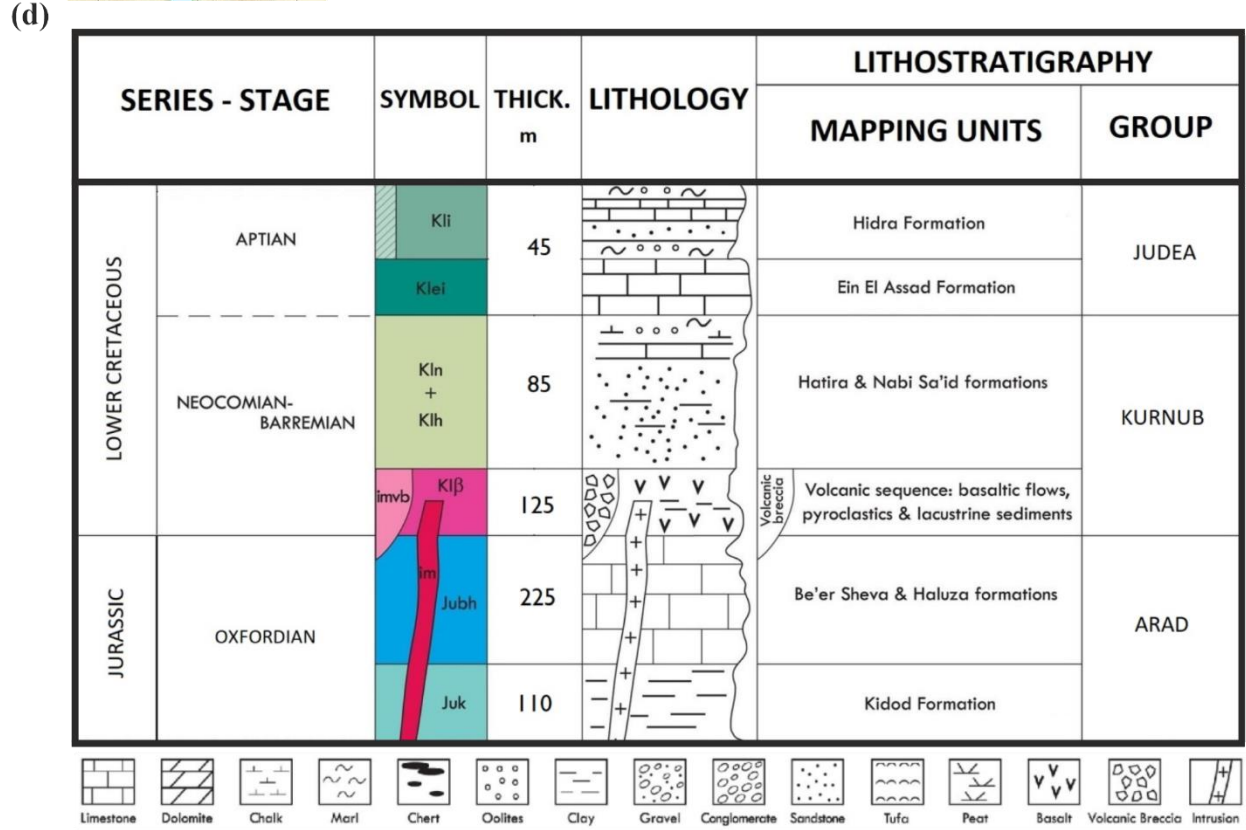 (d)
SERIES - STAGE
SYMBOL
THICK.
m
LITHOLOGY
LITHOSTRATIGRAPHY
MAPPING UNITS
GROUP
LOWER CRETACEOUS
APTIAN
Kli
45
Hidra Formation
JUDEA
Klei
Ein El Assad Formation
NEOCOMIAN-
BARREMIAN
Kln
+
Klh
85
Hatira & Nabi Sa'id formations
KURNUB
imvb
Klβ
125
Volcanic
breccia
Volcanic sequence: basaltic flows,
pyroclastics & lacustrine sediments
JURASSIC
OXFORDIAN
im
Jubh
225
Be'er Sheva & Haluza formations
ARAD
Juk
110
Kidod Formation
Limestone
Dolomite
Chalk
Marl
Chert
Oolites
Clay
Gravel
Conglomerate
Sandstone
Tufa
Peat
Basalt
Volcanic Breccia
Intrusion